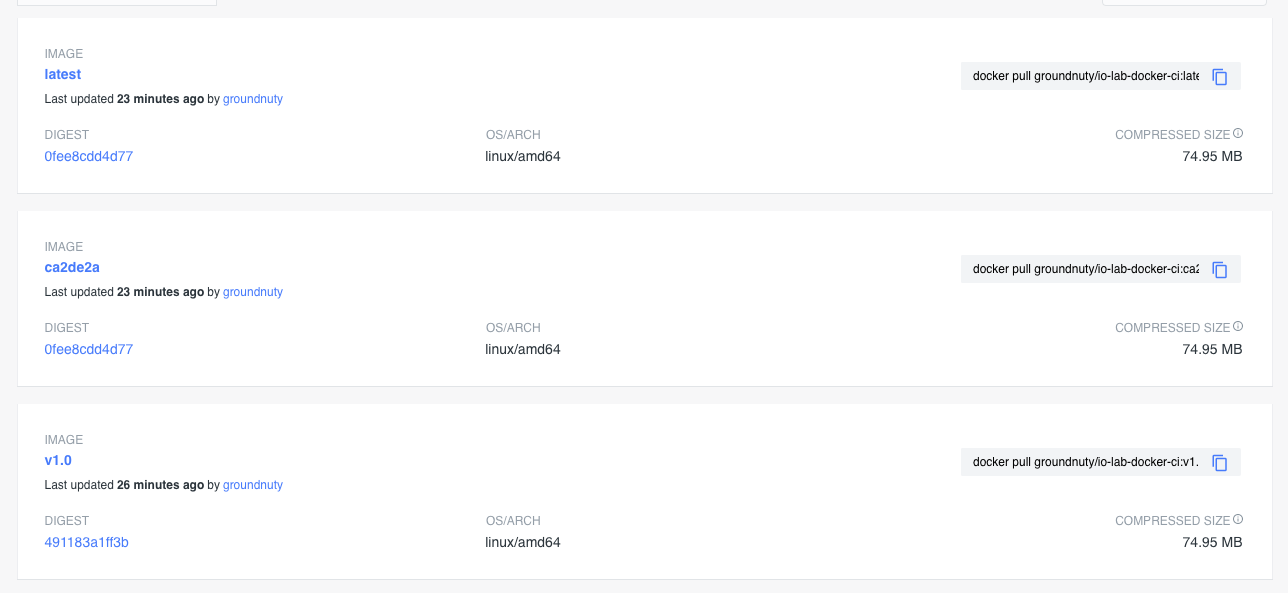 IMAGE
latest
docker pull groundnuty/io-lab-docker-ci:late
Last updated 23 minutes ago by groundnuty
DIGEST OS/ARCH COMPRESSED SIZE
0fee8cdd4d77 linux/amd64 74.95 MB
IMAGE
ca2de2a
docker pull groundnuty/io-lab-docker-ci:ca2
Last updated 23 minutes ago by groundnuty
DIGEST OS/ARCH COMPRESSED SIZE
0fee8cdd4d77 linux/amd64 74.95 MB
IMAGE
v1.0
docker pull groundnuty/io-lab-docker-ci:v1.
Last updated 26 minutes ago by groundnuty
DIGEST OS/ARCH COMPRESSED SIZE
491183a1ff3b linux/amd64 74.95 MB